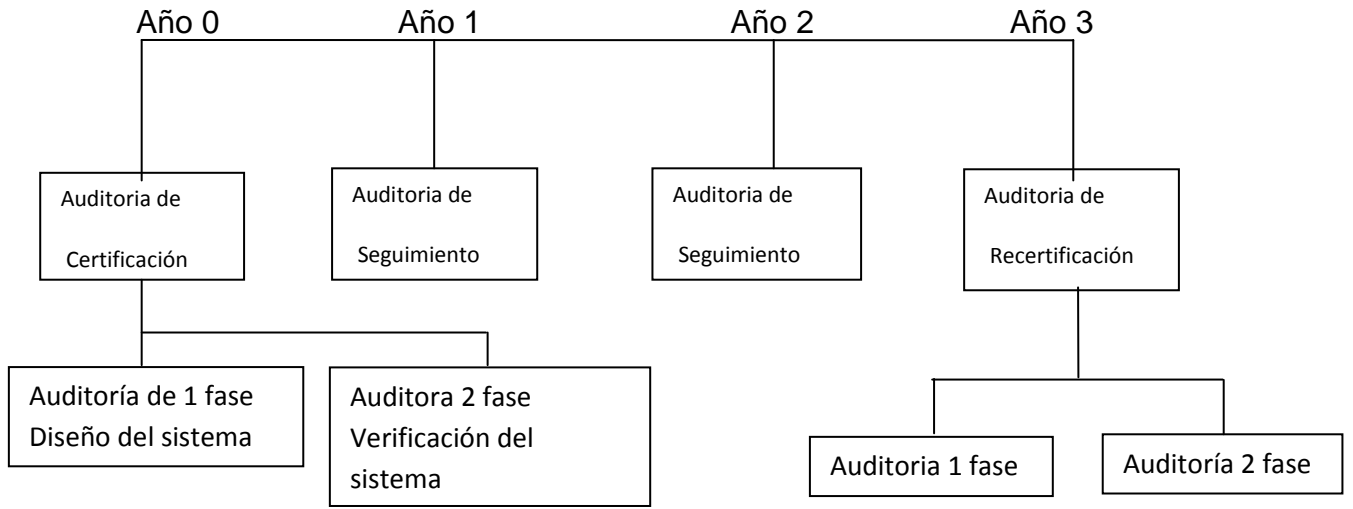 Año 0
Año 1
Año 2
Año 3
Auditoria de
Certificación
Auditoria de
Seguimiento
Auditoria de
Seguimiento
Auditoria de
Recertificación
Auditoría de 1 fase
Diseño del sistema
Auditora 2 fase
Verificación del
sistema
Auditoria 1 fase
Auditoría 2 fase